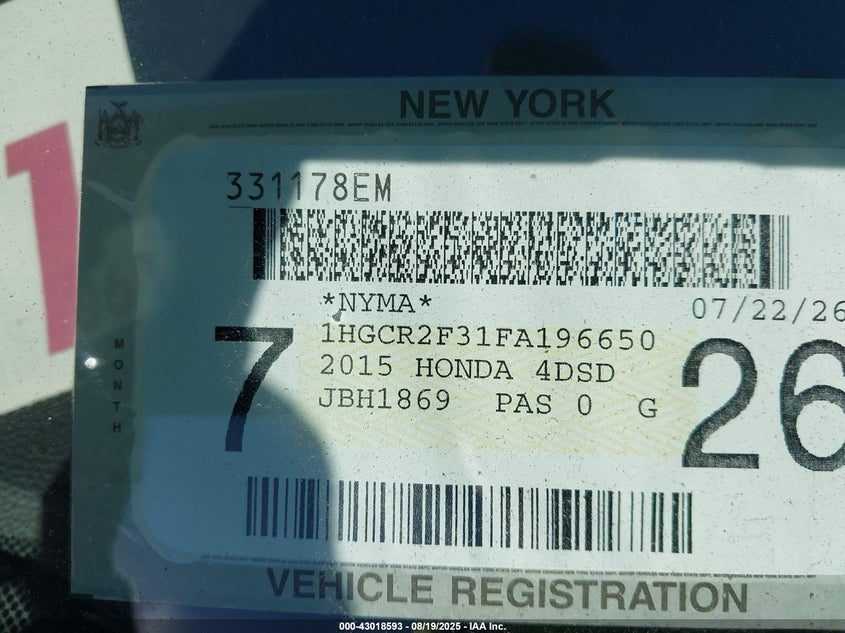 NEW YORK
331178EM
*NYMA*
07/22/26
7
1HGCR2F31FA196650
26
2015 HONDA 4DSD
MONTH
JBH1869 PAS 0 G
VEHICLE REGISTRATION
000-43018593 - 08/19/2025 - IAA Inc.